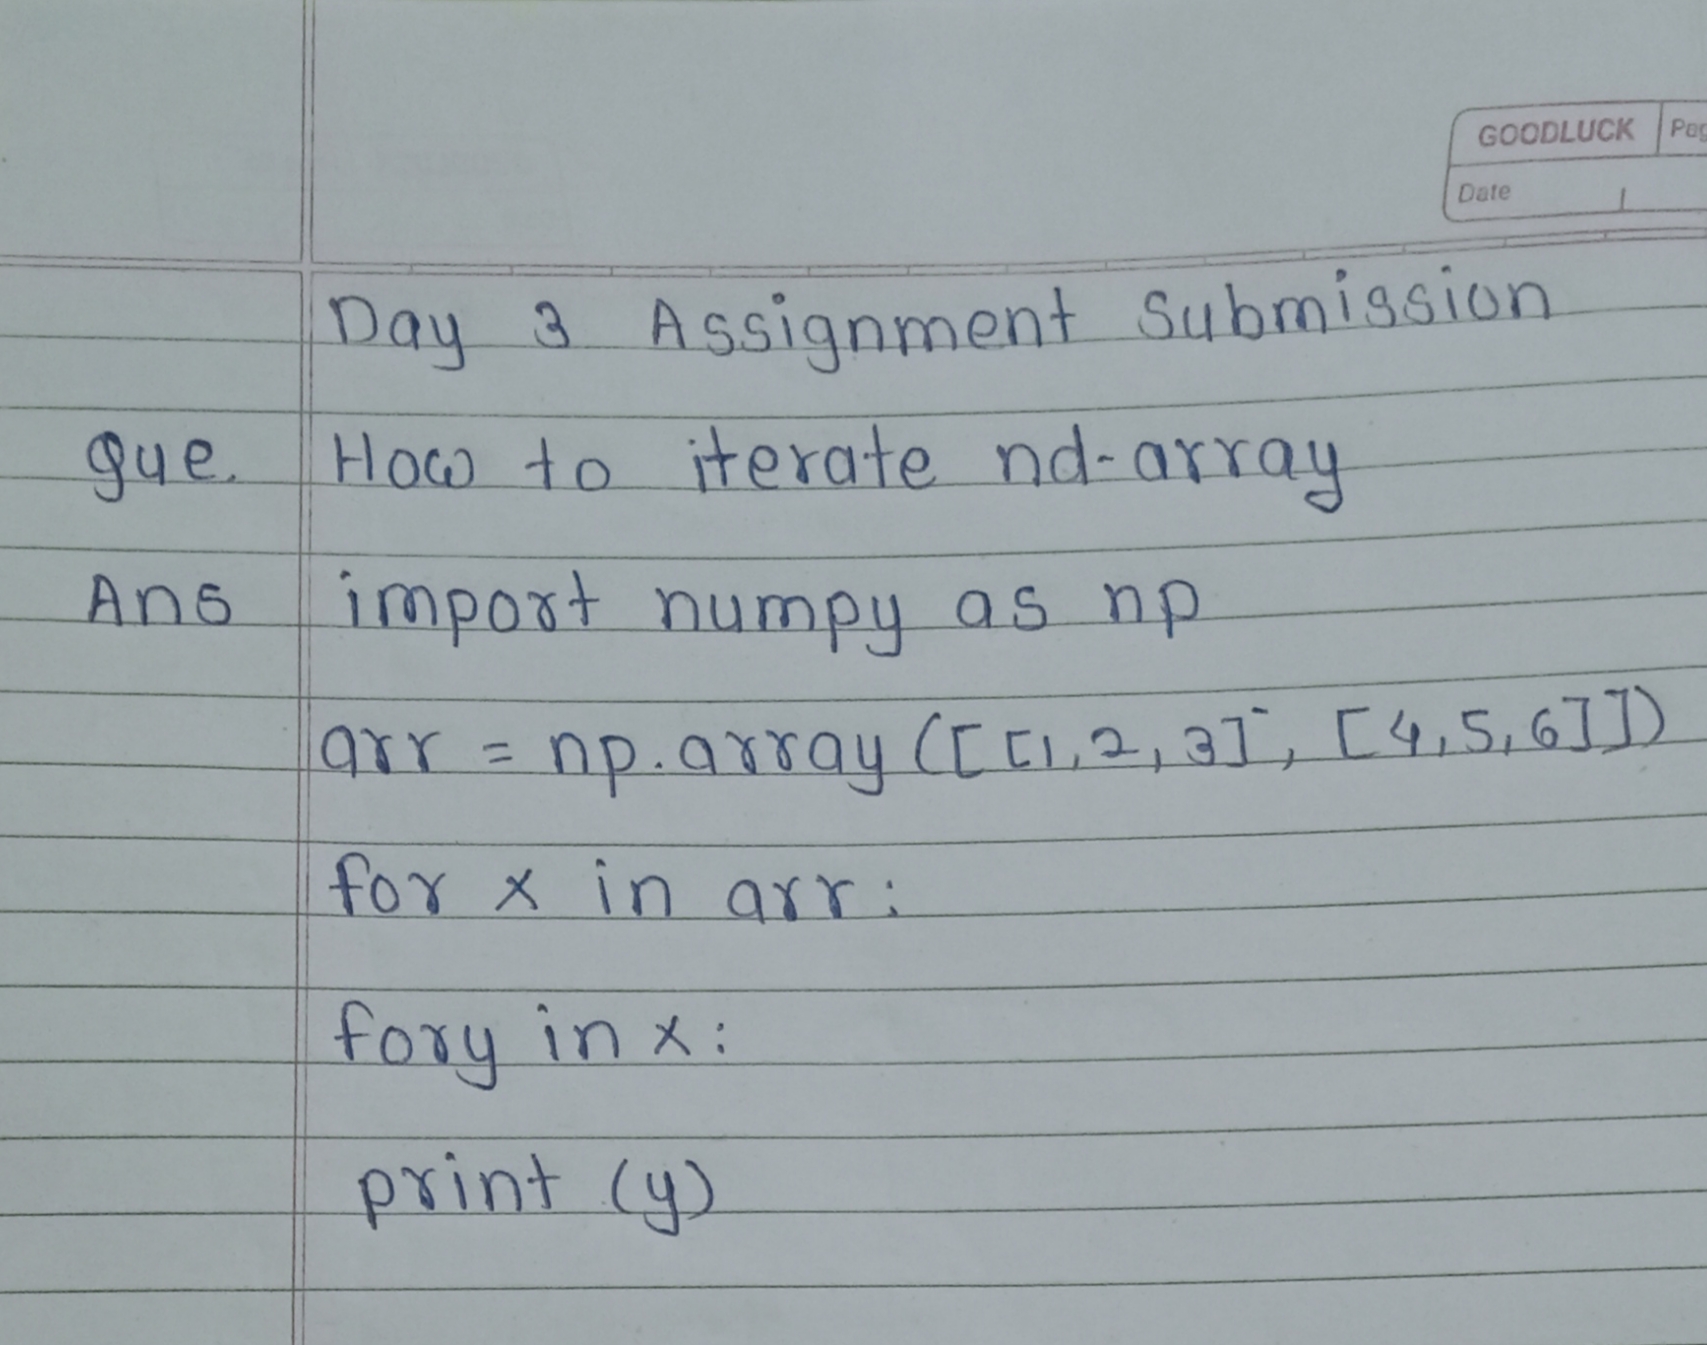 GOODLUCK
Date
Day 3 Assignment Submission
que. How to iterate nd-array
Ans import numpy as np
arr = np.array ([[1,2,3], [4,5,6]])
for x in arr:
fory in x:
print (y)